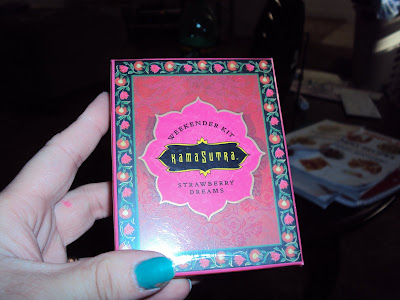 WEEKENDER KIT
KAMASUTRA.
STRAWBERRY
DREAMS